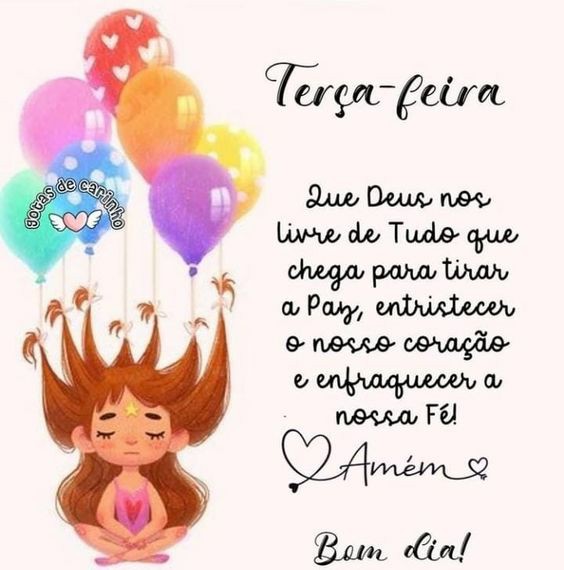 Terça-feira
gotas de carinho
Que Deus nos
livre de Tudo que
chega para tirar
a Paz, entristecer
o nosso coração
e enfraquecer a
nossa Fé!
Amém
Bom dia!